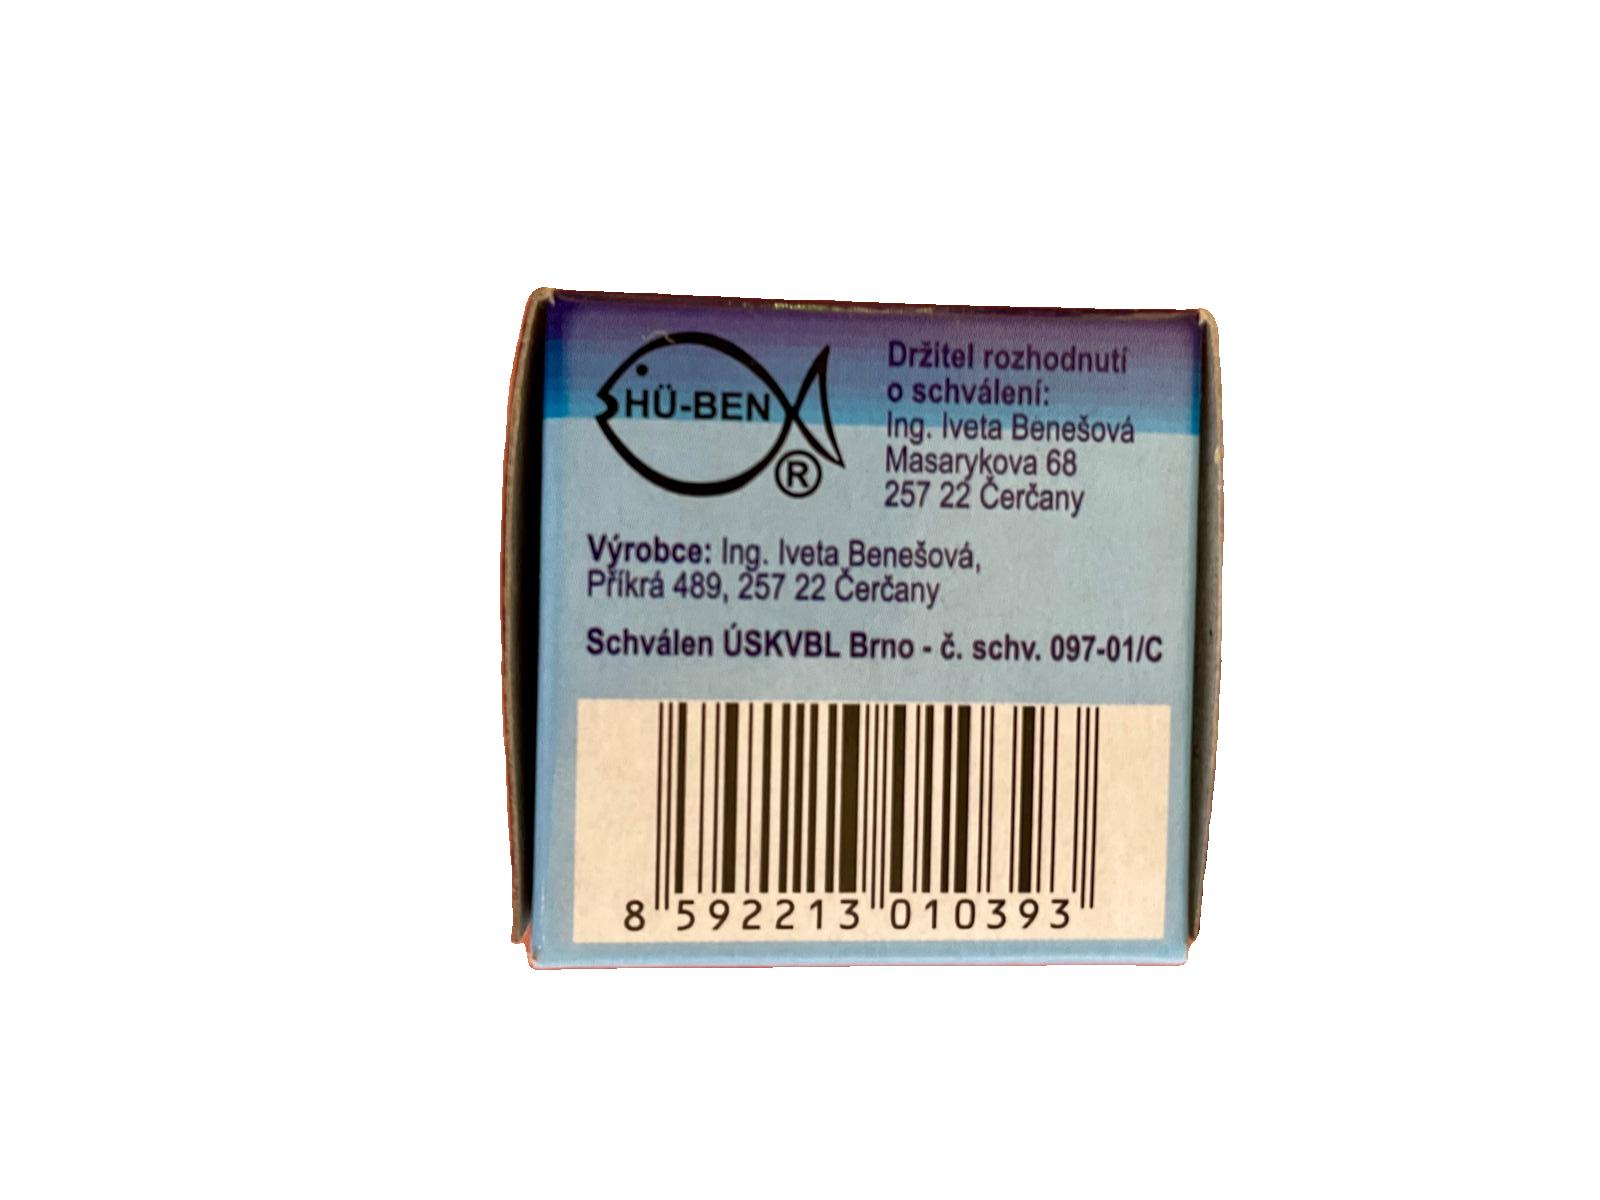 HÜ-BEN
®
Držitel rozhodnutí
o schválení:
Ing. Iveta Benešová
Masarykova 68
257 22 Čerčany
Výrobce: Ing. Iveta Benešová,
Příkrá 489, 257 22 Čerčany
Schválen ÚSKVBL Brno - č. schv. 097-01/C
8 592213 010393